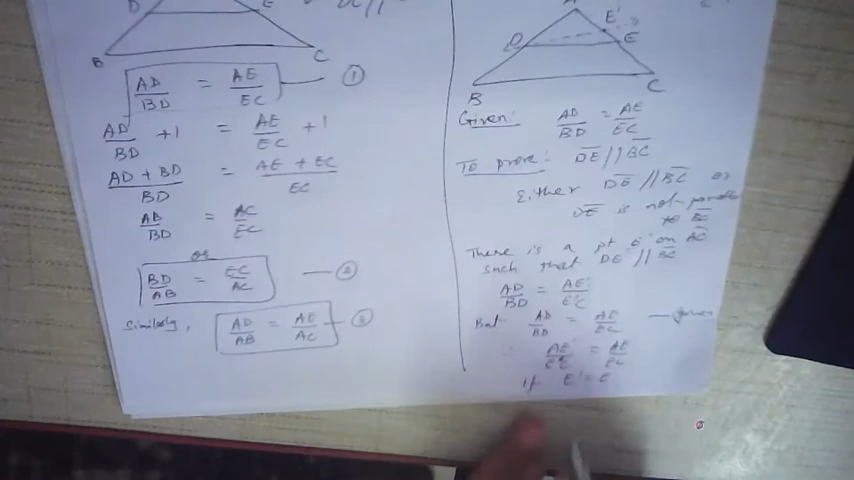 D E
B C
AD/BD = AE/EC — ①
AD/BD + 1 = AE/EC + 1
AD + BD/BD = AE + EC/EC
AB/BD = AC/EC
or
BD/AB = EC/AC — ②
Similarly, AD/AB = AE/AC — ③
A
E'
D E
B C
Given: AD/BD = AE/EC
To prove: DE // BC
Either DE // BC or
DE is not parallel
to BC
There is a pt E' on AC
such that DE' // BC
AD/BD = AE'/E'C
But AD/BD = AE/EC — given
AE'/E'C = AE/EC
If E' = E